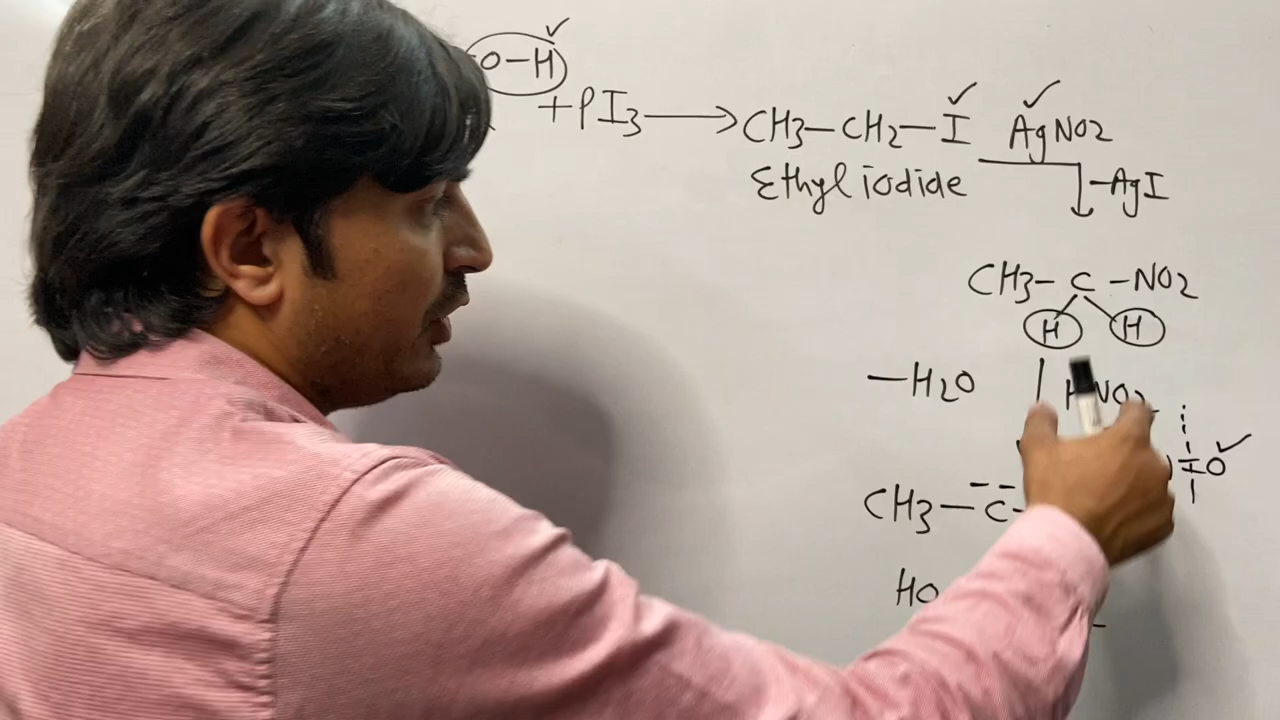 O-H
+PI3 → CH3-CH2-I AgNO2
Ethyl iodide -AgI
CH3-C-NO2
H H
-H2O HNO2
O
CH3-C-
HO